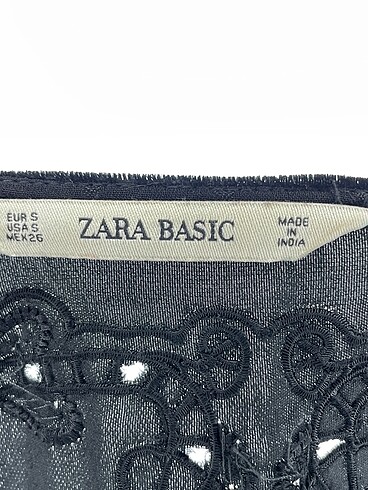 EUR S
USA S
MEX 26
ZARA BASIC
MADE
IN
INDIA